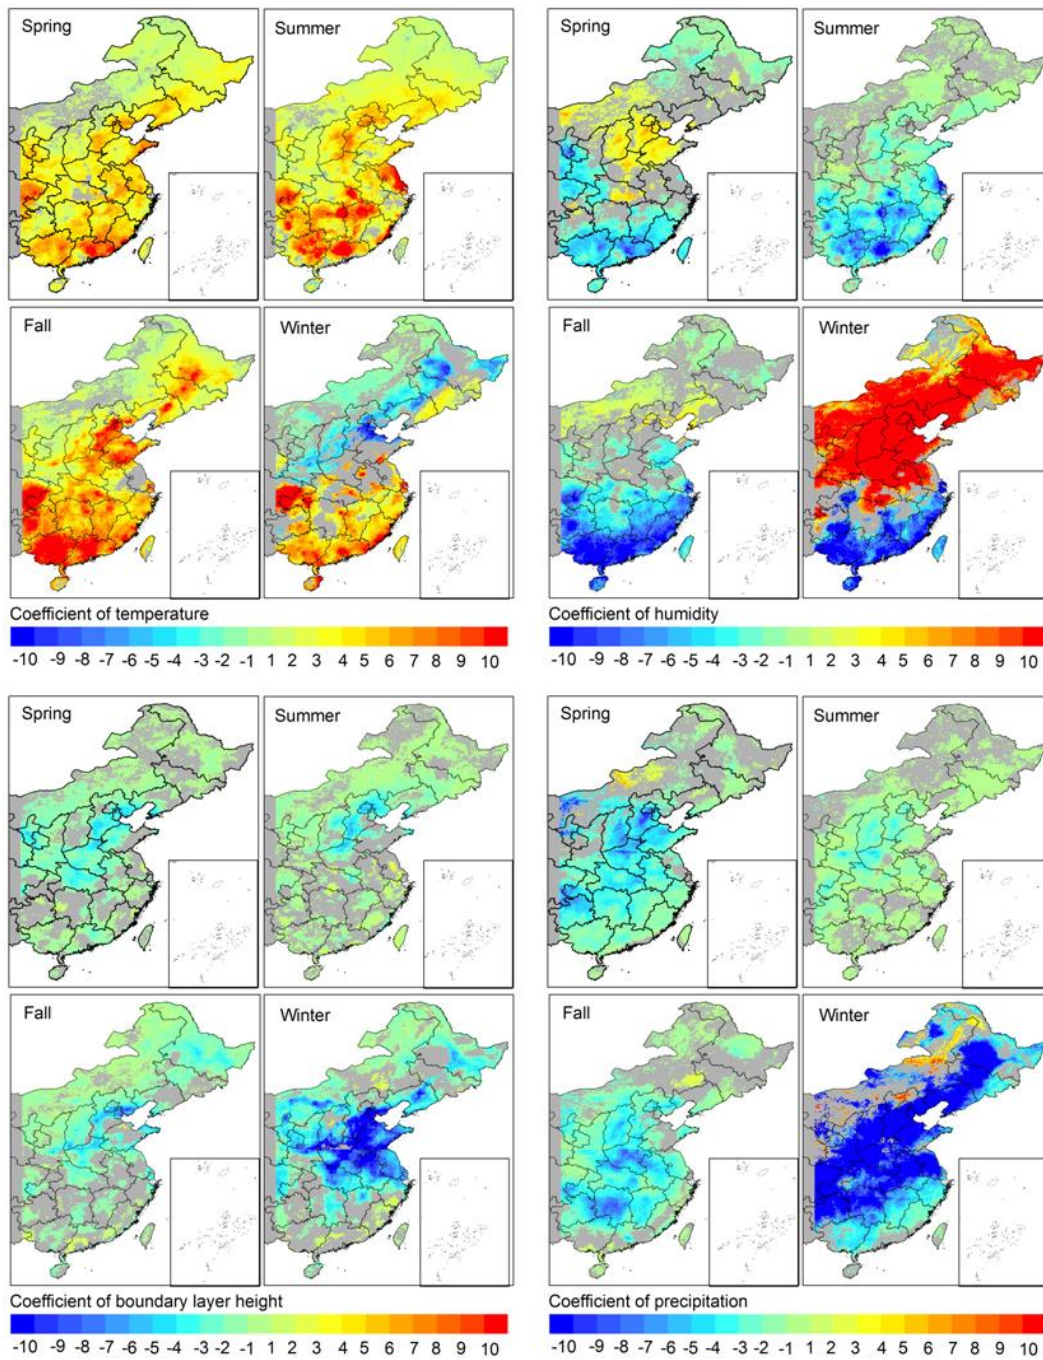 Spring
Summer
Spring
Summer
Fall
Winter
Fall
Winter
Coefficient of temperature
Coefficient of humidity
-10 -9 -8 -7 -6 -5 -4 -3 -2 -1 1 2 3 4 5 6 7 8 9 10
-10 -9 -8 -7 -6 -5 -4 -3 -2 -1 1 2 3 4 5 6 7 8 9 10
Spring
Summer
Spring
Summer
Fall
Winter
Fall
Winter
Coefficient of boundary layer height
Coefficient of precipitation
-10 -9 -8 -7 -6 -5 -4 -3 -2 -1 1 2 3 4 5 6 7 8 9 10
-10 -9 -8 -7 -6 -5 -4 -3 -2 -1 1 2 3 4 5 6 7 8 9 10